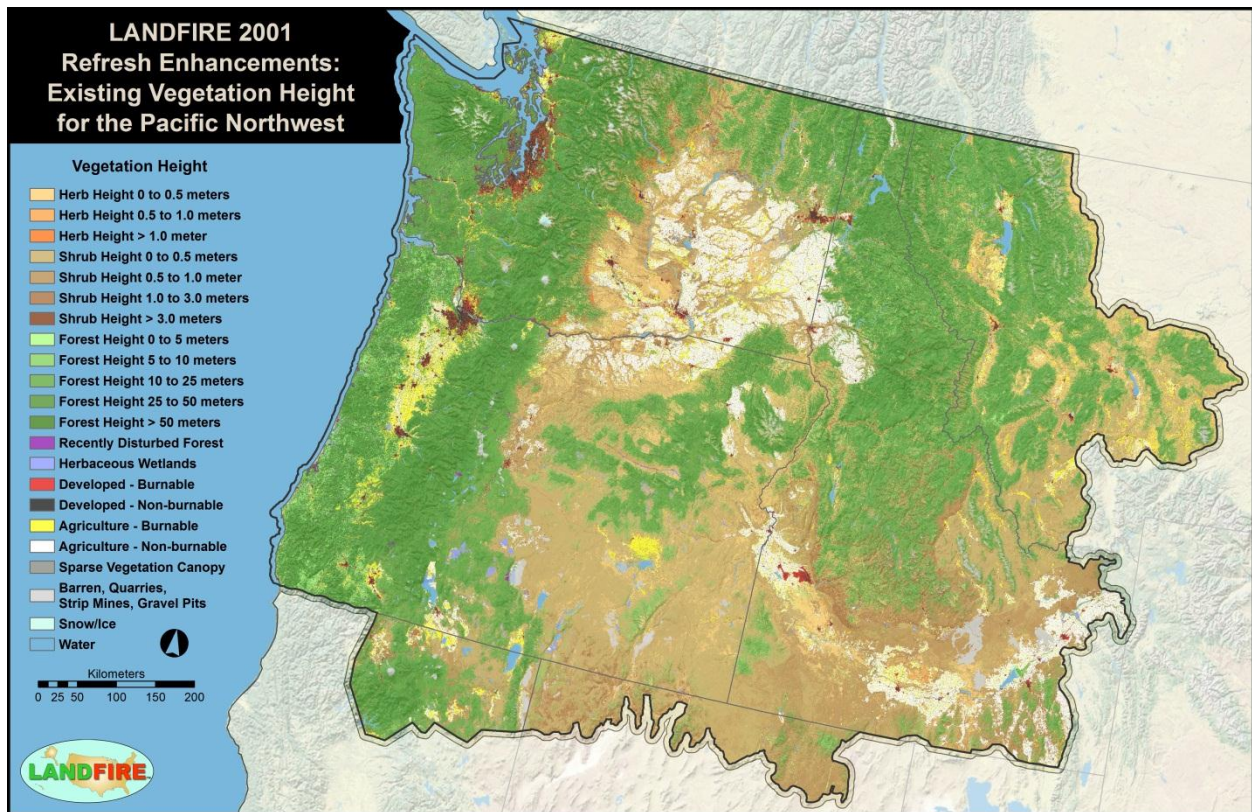 LANDFIRE 2001
Refresh Enhancements:
Existing Vegetation Height
for the Pacific Northwest
Vegetation Height
Herb Height 0 to 0.5 meters
Herb Height 0.5 to 1.0 meters
Herb Height > 1.0 meter
Shrub Height 0 to 0.5 meters
Shrub Height 0.5 to 1.0 meter
Shrub Height 1.0 to 3.0 meters
Shrub Height > 3.0 meters
Forest Height 0 to 5 meters
Forest Height 5 to 10 meters
Forest Height 10 to 25 meters
Forest Height 25 to 50 meters
Forest Height > 50 meters
Recently Disturbed Forest
Herbaceous Wetlands
Developed - Burnable
Developed - Non-burnable
Agriculture - Burnable
Agriculture - Non-burnable
Sparse Vegetation Canopy
Barren, Quarries,
Strip Mines, Gravel Pits
Snow/Ice
Water
Kilometers
0 25 50 100 150 200
LANDFIRE